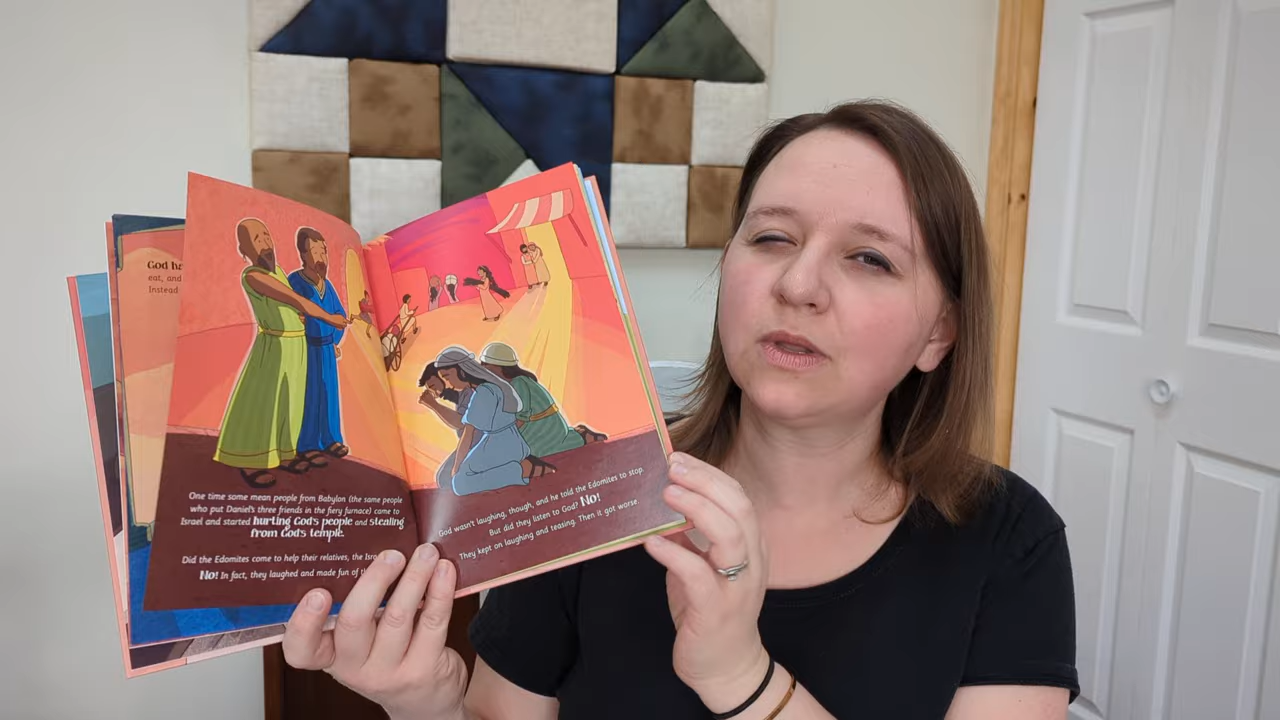 God
eat, and
Instead
One time some mean people from Babylon (the same people
who put Daniel's three friends in the fiery furnace) came to
Israel and started hurting God's people and stealing
from God's temple.
Did the Edomites come to help their relatives, the
No! In fact, they laughed and made fun of
God wasn't laughing, though, and he told the Edomites to stop.
But did they listen to God? No!
They kept on laughing and teasing. Then it got worse